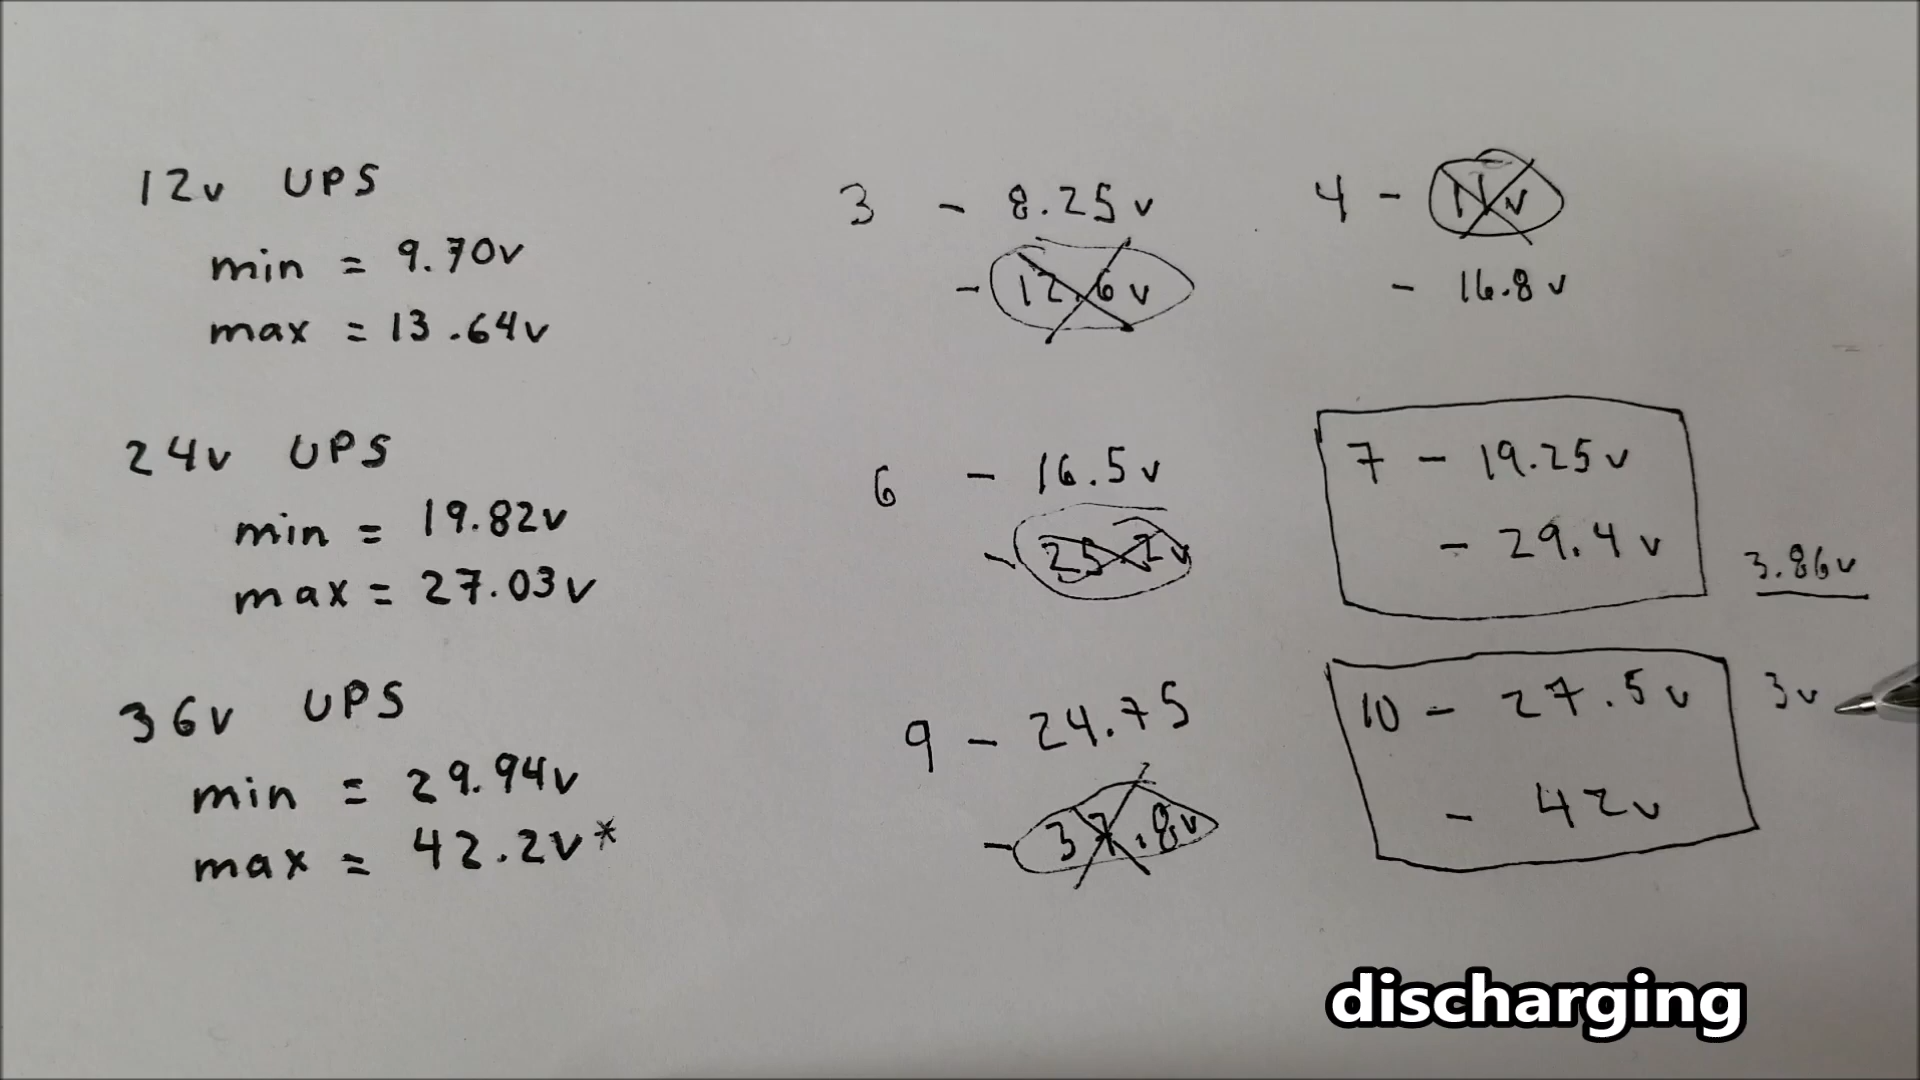 12v UPS
min = 9.70v
max = 13.64v
3 - 8.25v
- 12.6v
4 - 11v
- 16.8v
24v UPS
min = 19.82v
max = 27.03v
6 - 16.5v
- 25.2v
7 - 19.25v
- 29.4v
3.86v
36v UPS
min = 29.94v
max = 42.2v*
9 - 24.75
- 37.8v
10 - 27.5v
- 42v
3v
discharging